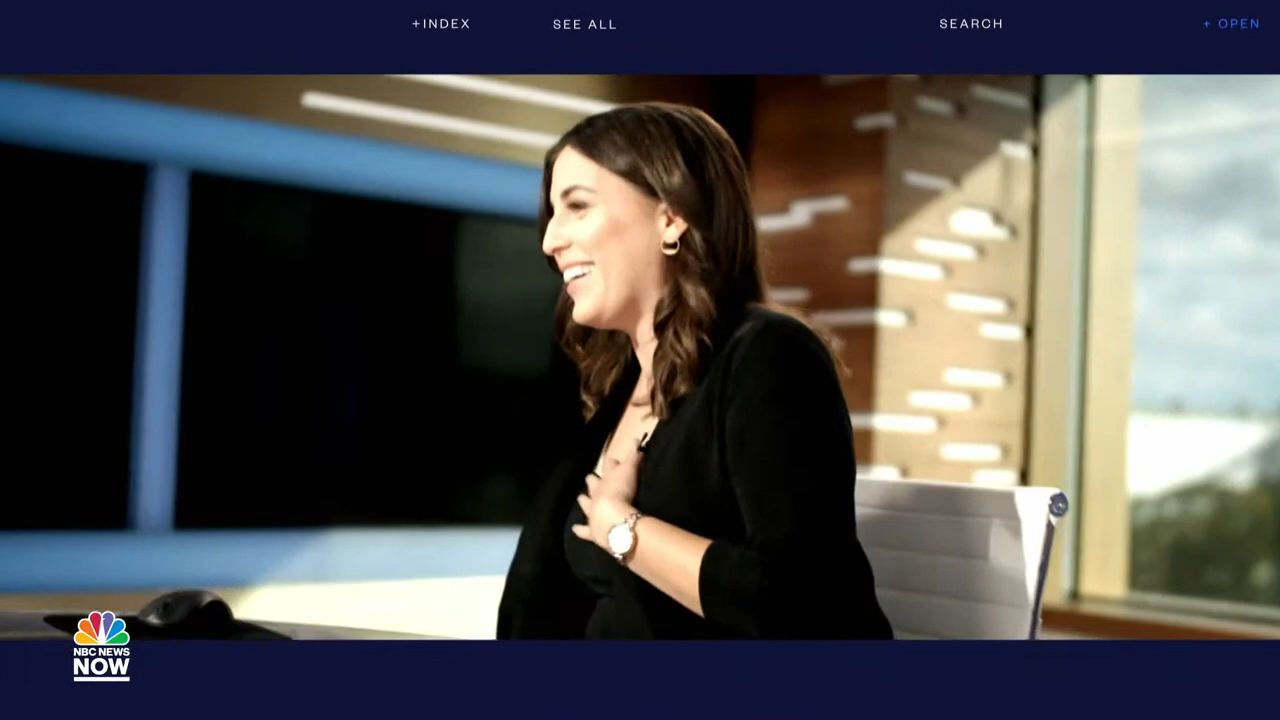 +INDEX
SEE ALL
SEARCH
+ OPEN
NBC NEWS
NOW